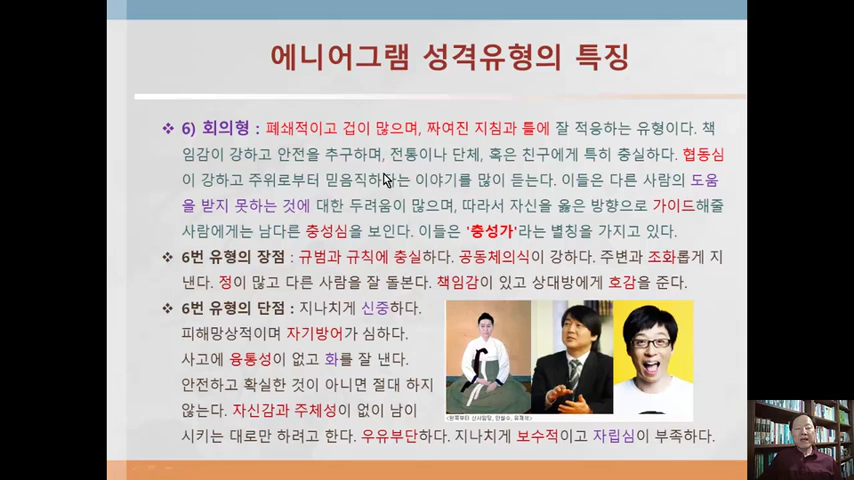 에니어그램 성격유형의 특징
❖ 6) 회의형 : 폐쇄적이고 겁이 많으며, 짜여진 지침과 틀에 잘 적응하는 유형이다. 책
임감이 강하고 안전을 추구하며, 전통이나 단체, 혹은 친구에게 특히 충실하다. 협동심
이 강하고 주위로부터 믿음직하다는 이야기를 많이 듣는다. 이들은 다른 사람의 도움
을 받지 못하는 것에 대한 두려움이 많으며, 따라서 자신을 옳은 방향으로 가이드해줄
사람에게는 남다른 충성심을 보인다. 이들은 '충성가'라는 별칭을 가지고 있다.
❖ 6번 유형의 장점 : 규범과 규칙에 충실하다. 공동체의식이 강하다. 주변과 조화롭게 지
낸다. 정이 많고 다른 사람을 잘 돌본다. 책임감이 있고 상대방에게 호감을 준다.
❖ 6번 유형의 단점 : 지나치게 신중하다.
피해망상적이며 자기방어가 심하다.
사고에 융통성이 없고 화를 잘 낸다.
안전하고 확실한 것이 아니면 절대 하지
않는다. 자신감과 주체성이 없이 남이
시키는 대로만 하려고 한다. 우유부단하다. 지나치게 보수적이고 자립심이 부족하다.
<왼쪽부터 신사임당, 안철수, 유재석>